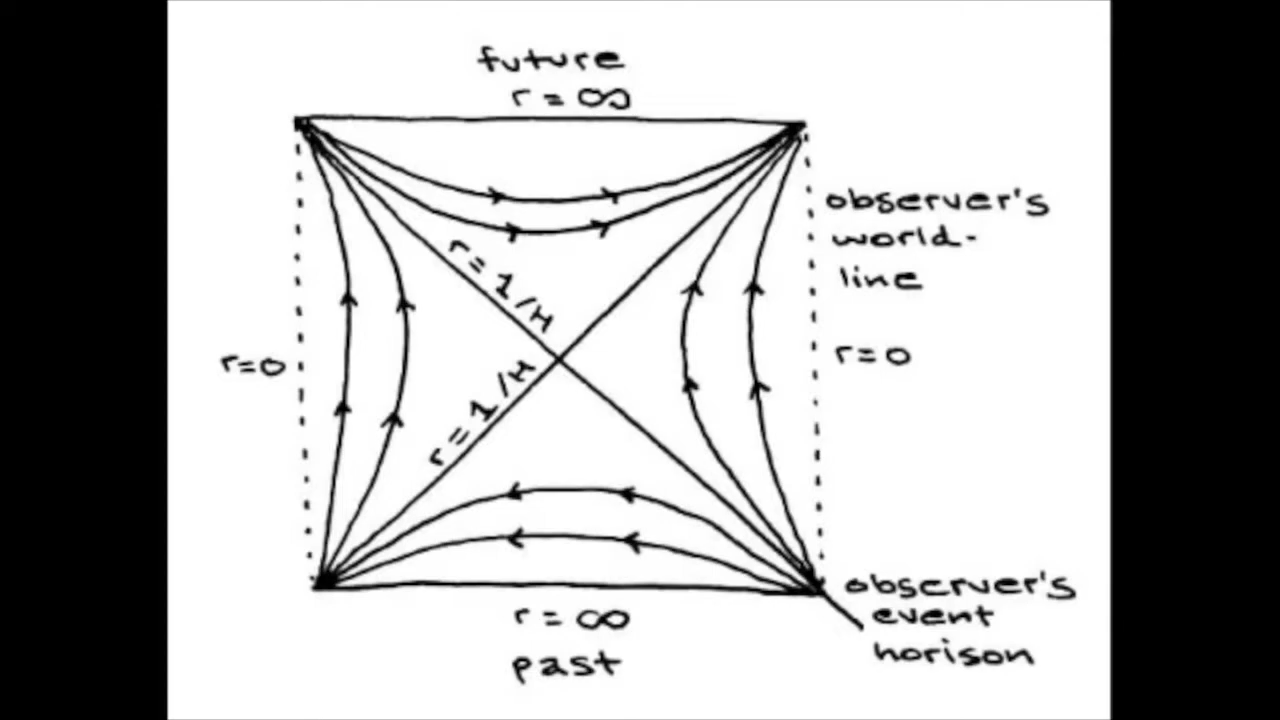 future
r = ∞
observer's
world-
line
r = 1/H
r=0
r=0
r = 1/H
r = ∞
past
observer's
event
horison